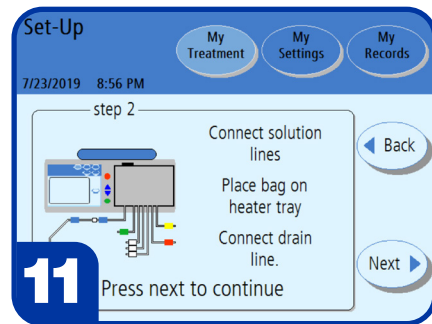 Set-Up
My
Treatment
My
Settings
My
Records
7/23/2019 8:56 PM
step 2
Connect solution
lines
Place bag on
heater tray
Connect drain
line.
Back
Next
11
Press next to continue